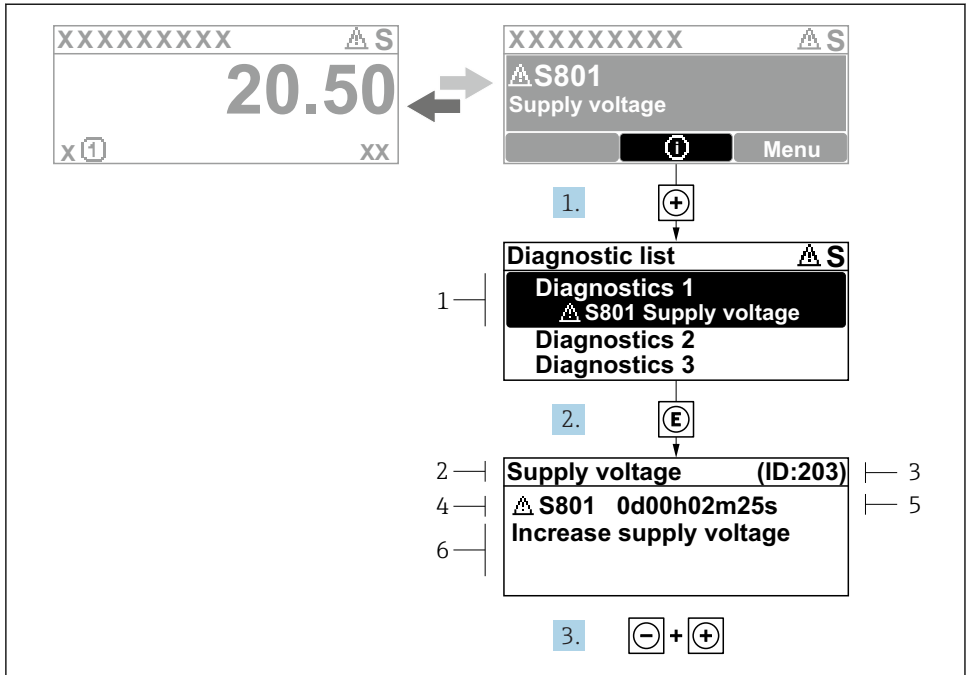 XXXXXXXXX ⚠ S
20.50
x ① XX
XXXXXXXXX ⚠ S
⚠ S801
Supply voltage
ⓘ Menu
1. +
Diagnostic list ⚠ S
1
Diagnostics 1
⚠ S801 Supply voltage
Diagnostics 2
Diagnostics 3
2. E
2 Supply voltage (ID:203) 3
4 ⚠ S801 0d00h02m25s 5
6 Increase supply voltage
3. − + +